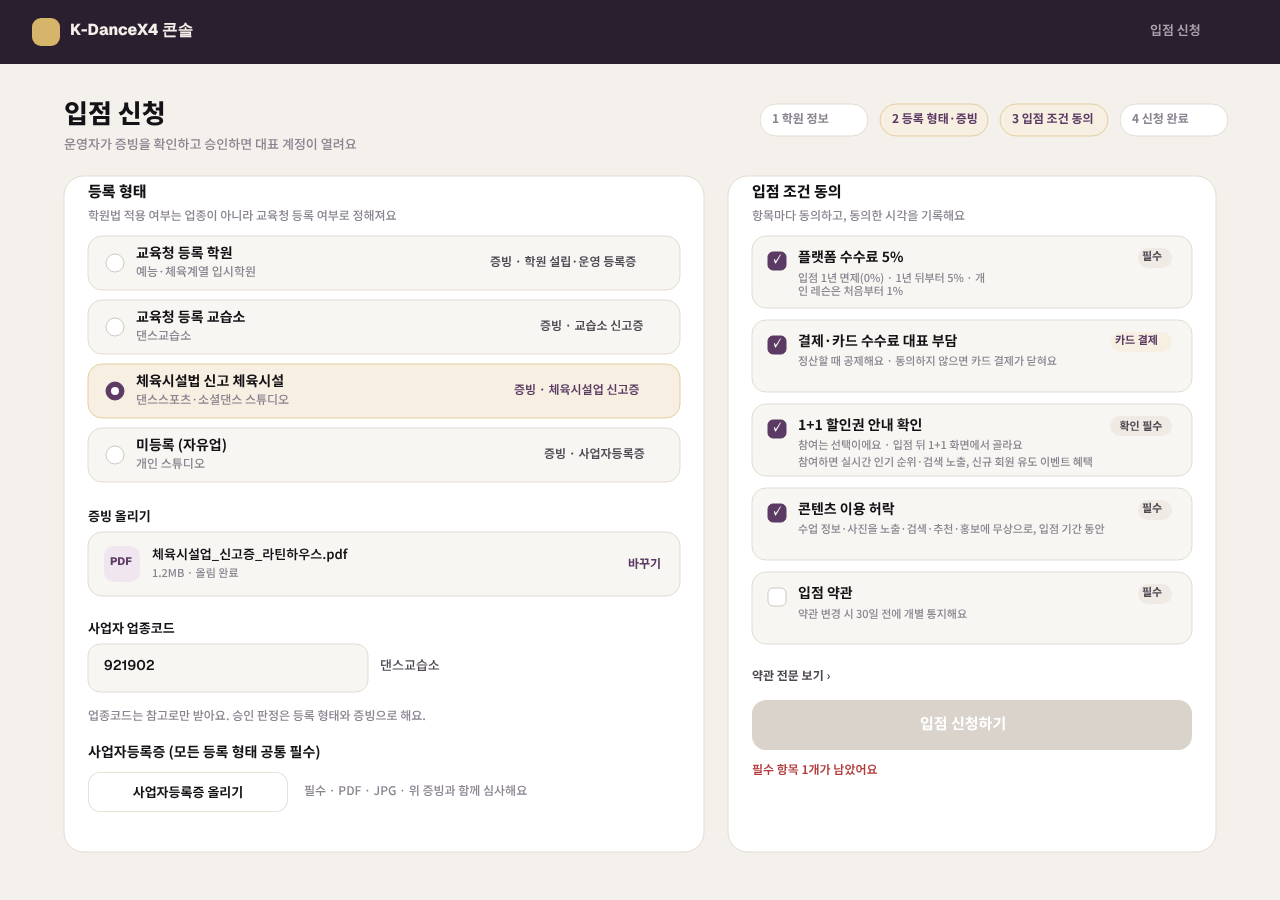 K-DanceX4 콘솔
입점 신청
입점 신청
운영자가 증빙을 확인하고 승인하면 대표 계정이 열려요
1 학원 정보
2 등록 형태·증빙
3 입점 조건 동의
4 신청 완료
등록 형태
학원법 적용 여부는 업종이 아니라 교육청 등록 여부로 정해져요
교육청 등록 학원
예능·체육계열 입시학원
증빙 · 학원 설립·운영 등록증
교육청 등록 교습소
댄스교습소
증빙 · 교습소 신고증
체육시설법 신고 체육시설
댄스스포츠·소셜댄스 스튜디오
증빙 · 체육시설업 신고증
미등록 (자유업)
개인 스튜디오
증빙 · 사업자등록증
증빙 올리기
PDF
체육시설업_신고증_라틴하우스.pdf
1.2MB · 올림 완료
바꾸기
사업자 업종코드
921902
댄스교습소
업종코드는 참고로만 받아요. 승인 판정은 등록 형태와 증빙으로 해요.
사업자등록증 (모든 등록 형태 공통 필수)
사업자등록증 올리기
필수 · PDF · JPG · 위 증빙과 함께 심사해요
입점 조건 동의
항목마다 동의하고, 동의한 시각을 기록해요
플랫폼 수수료 5%
필수
입점 1년 면제(0%) · 1년 뒤부터 5% · 개
인 레슨은 처음부터 1%
결제·카드 수수료 대표 부담
카드 결제
정산할 때 공제해요 · 동의하지 않으면 카드 결제가 닫혀요
1+1 할인권 안내 확인
확인 필수
참여는 선택이에요 · 입점 뒤 1+1 화면에서 골라요
참여하면 실시간 인기 순위·검색 노출, 신규 회원 유도 이벤트 혜택
콘텐츠 이용 허락
필수
수업 정보·사진을 노출·검색·추천·홍보에 무상으로, 입점 기간 동안
입점 약관
필수
약관 변경 시 30일 전에 개별 통지해요
약관 전문 보기 ›
입점 신청하기
필수 항목 1개가 남았어요